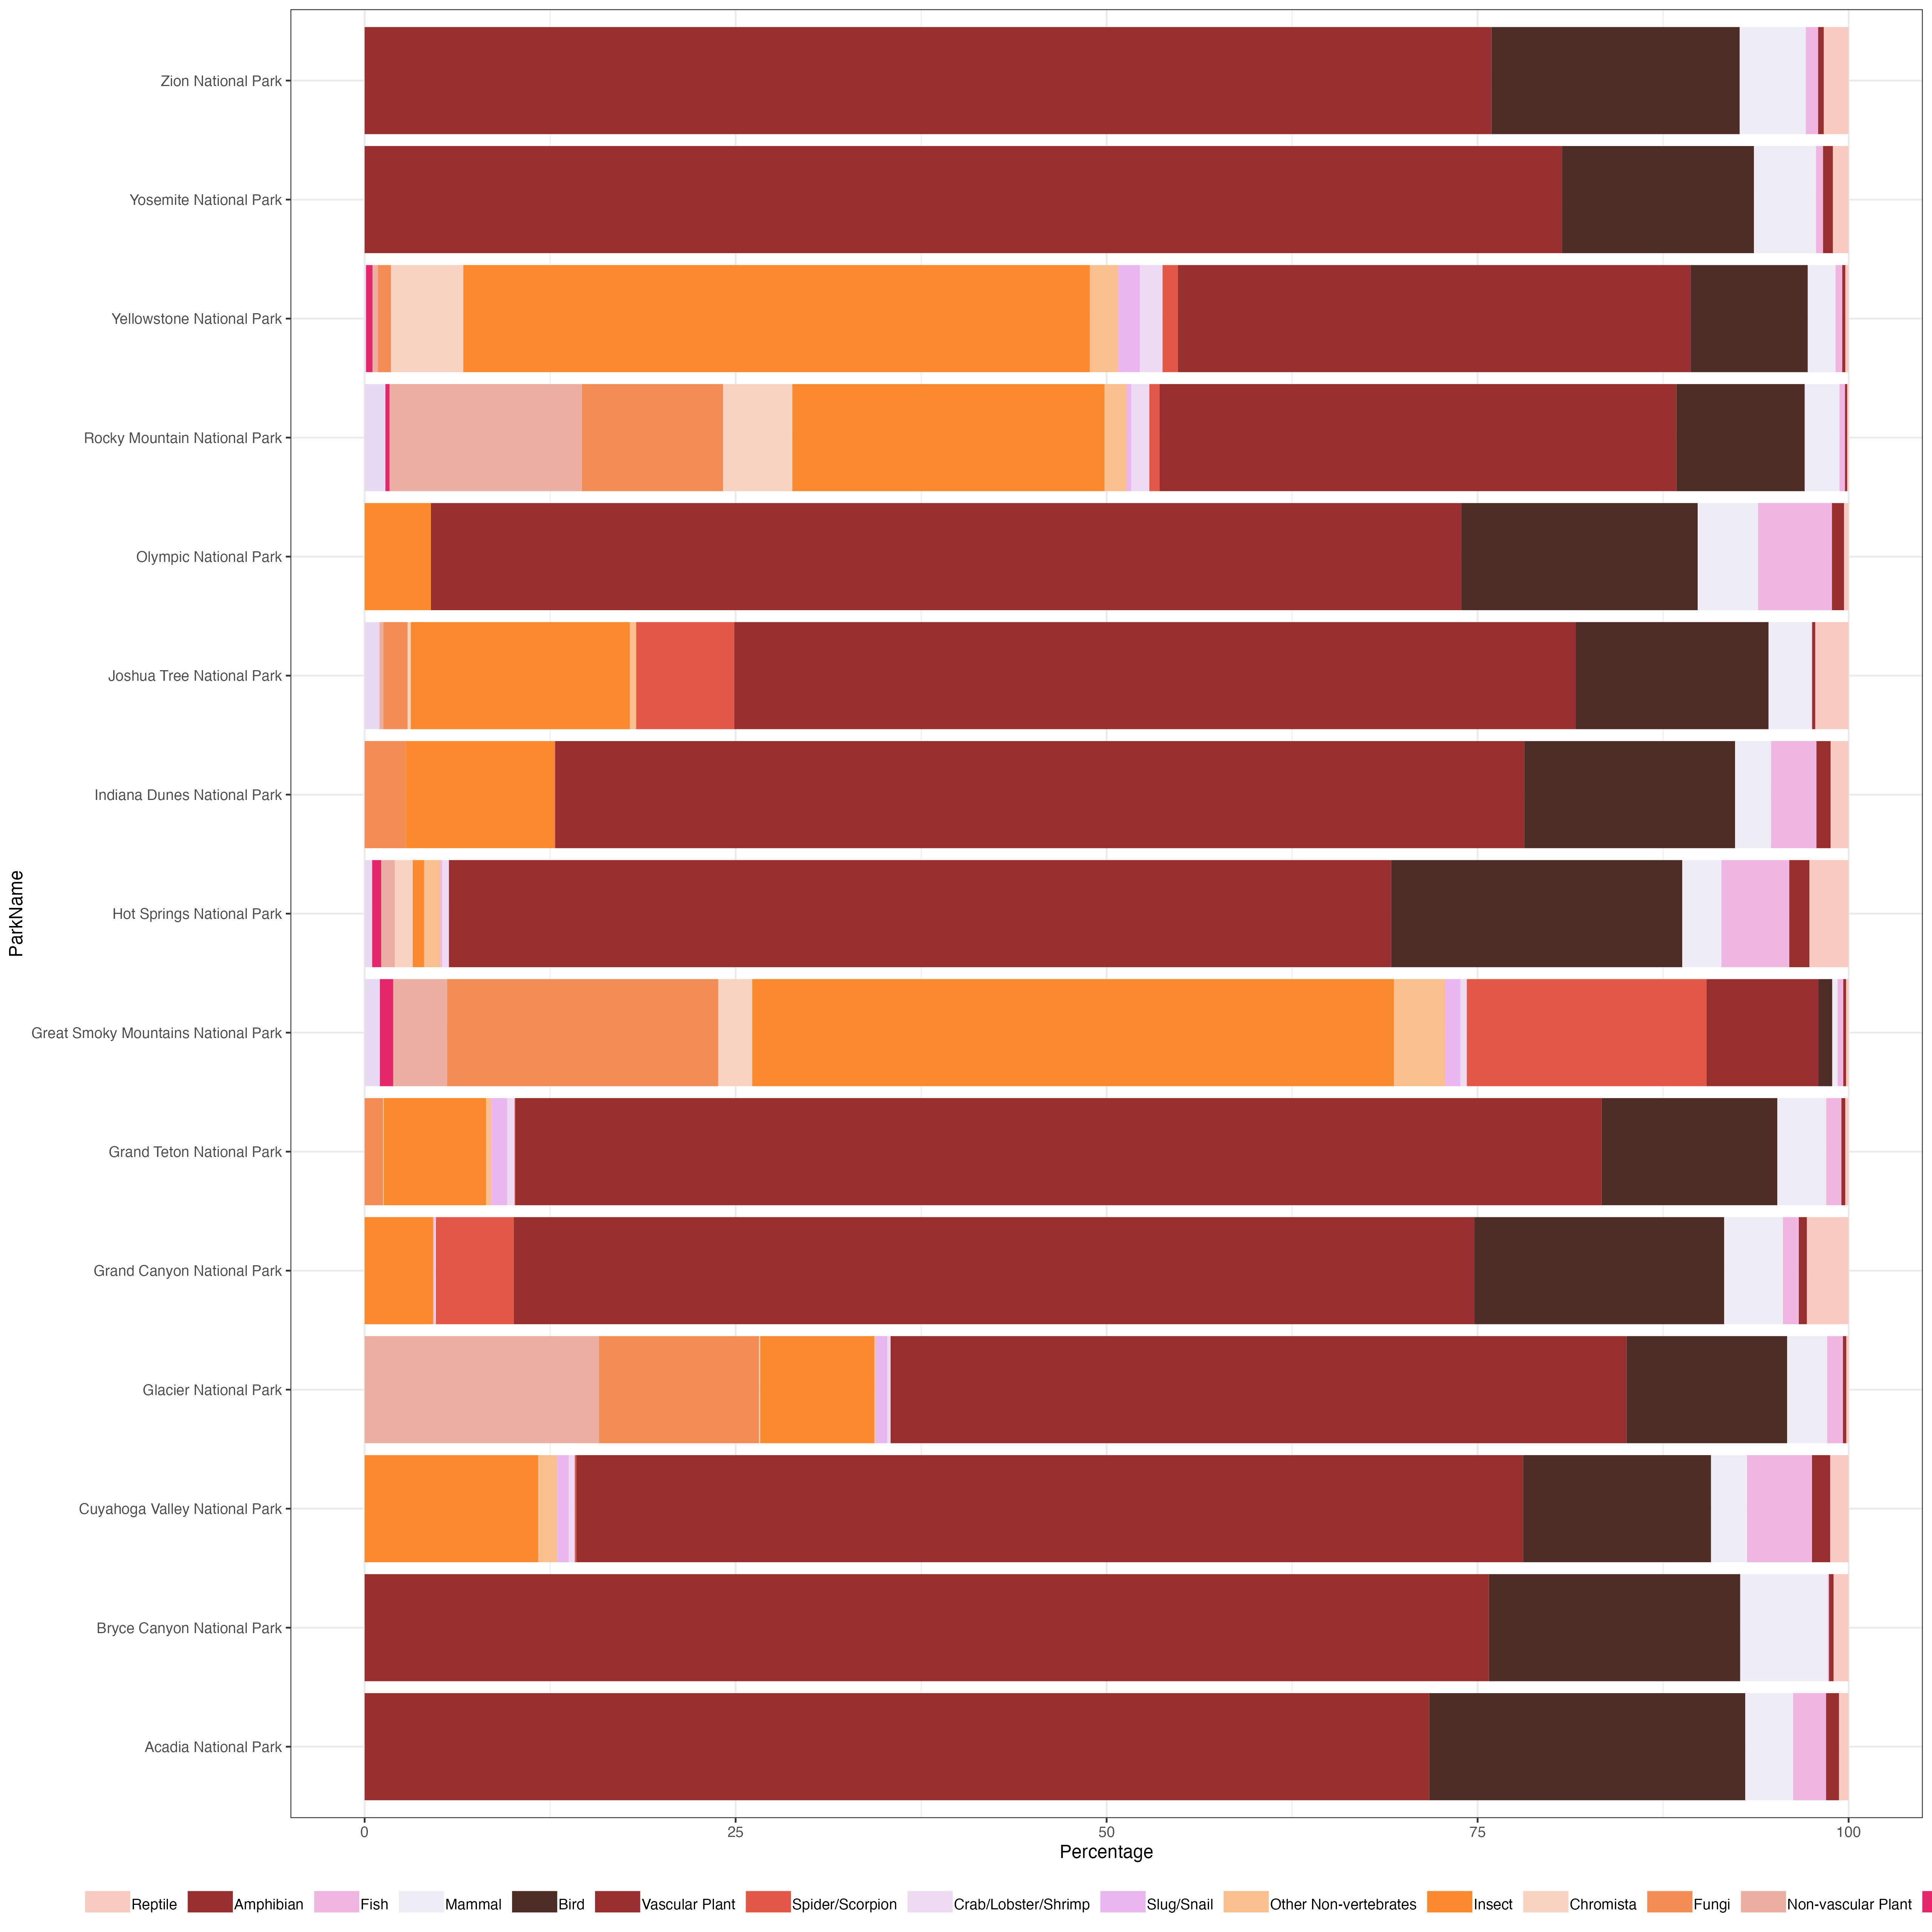 Zion National Park
Yosemite National Park
Yellowstone National Park
Rocky Mountain National Park
Olympic National Park
Joshua Tree National Park
Indiana Dunes National Park
Hot Springs National Park
Great Smoky Mountains National Park
Grand Teton National Park
Grand Canyon National Park
Glacier National Park
Cuyahoga Valley National Park
Bryce Canyon National Park
Acadia National Park
ParkName
0 25 50 75 100
Percentage
Reptile Amphibian Fish Mammal Bird Vascular Plant Spider/Scorpion Crab/Lobster/Shrimp Slug/Snail Other Non-vertebrates Insect Chromista Fungi Non-vascular Plant